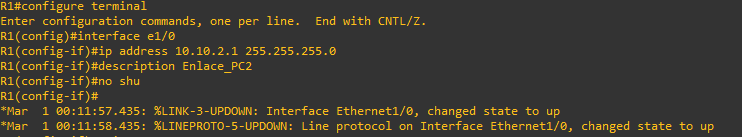 R1#configure terminal
Enter configuration commands, one per line.  End with CNTL/Z.
R1(config)#interface e1/0
R1(config-if)#ip address 10.10.2.1 255.255.255.0
R1(config-if)#description Enlace_PC2
R1(config-if)#no shu
R1(config-if)#
*Mar  1 00:11:57.435: %LINK-3-UPDOWN: Interface Ethernet1/0, changed state to up
*Mar  1 00:11:58.435: %LINEPROTO-5-UPDOWN: Line protocol on Interface Ethernet1/0, changed state to up